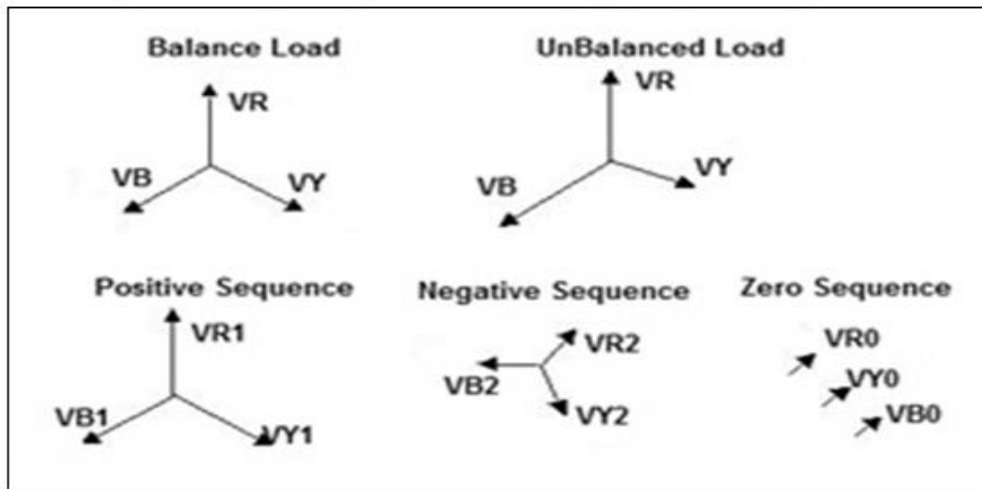 Balance Load
UnBalanced Load
VR
VB
VY
VR
VB
VY
Positive Sequence
Negative Sequence
Zero Sequence
VR1
VB1
VY1
VR2
VB2
VY2
VR0
VY0
VB0